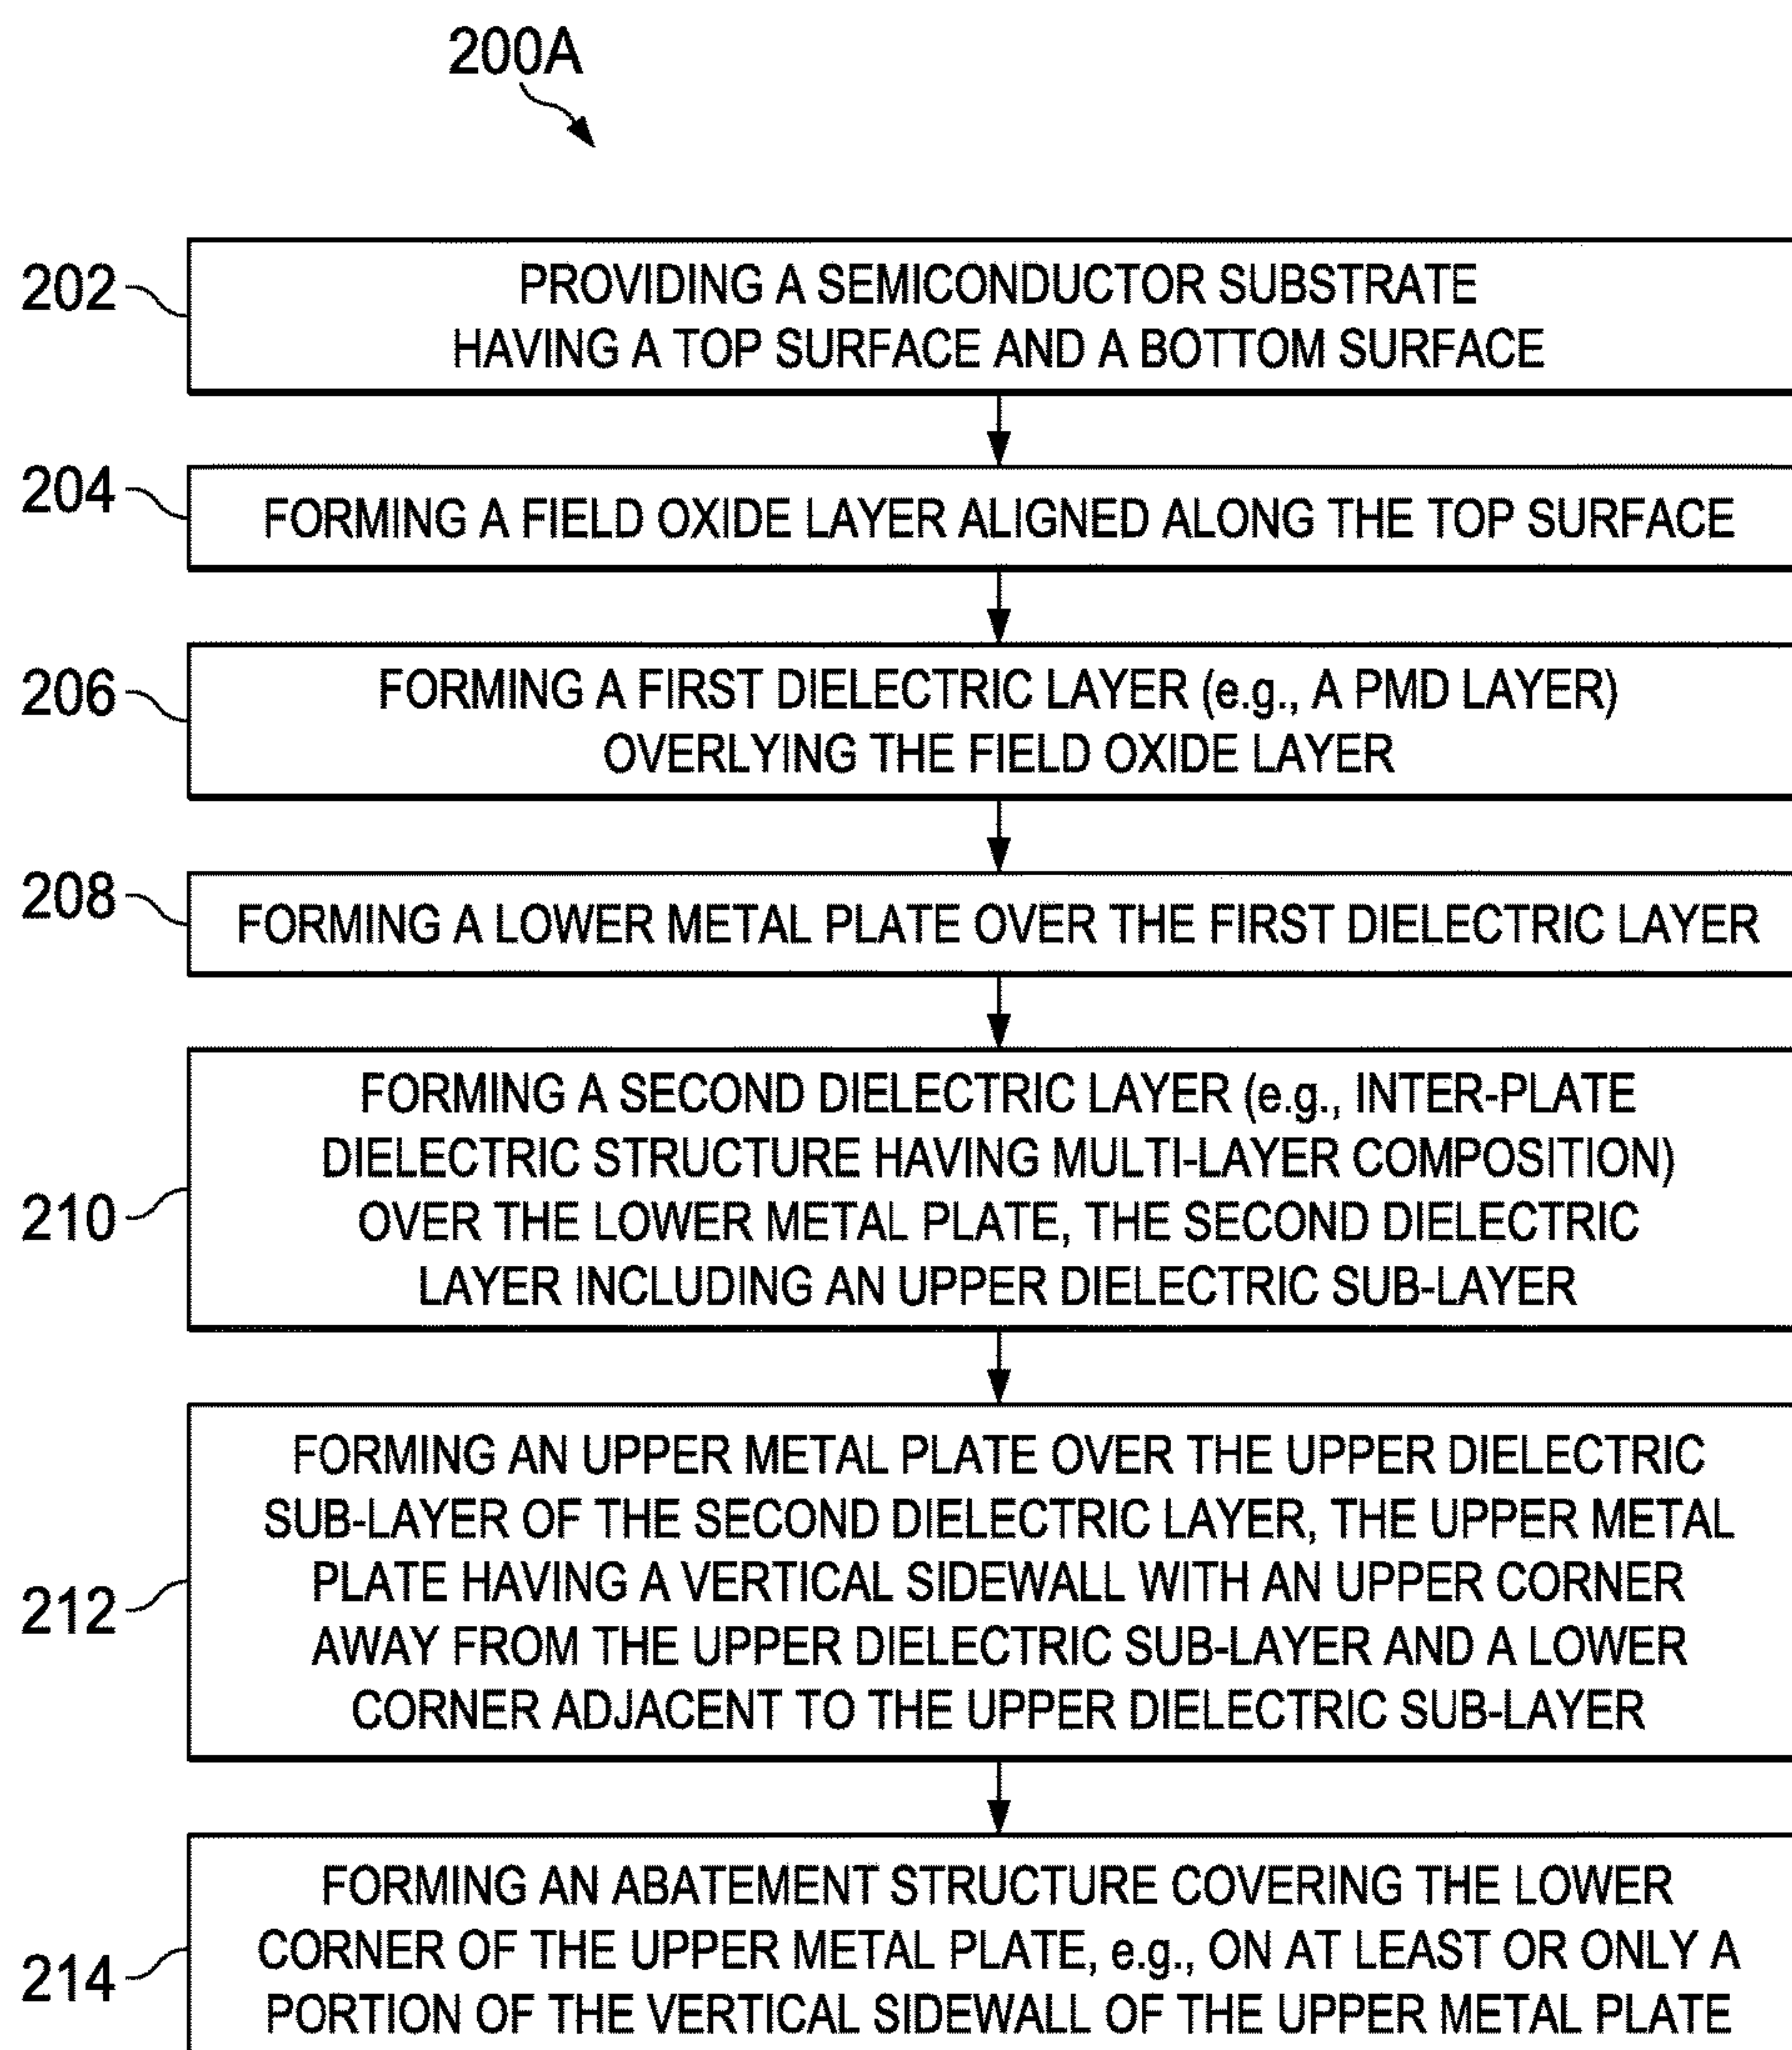 200A
202
PROVIDING A SEMICONDUCTOR SUBSTRATE
HAVING A TOP SURFACE AND A BOTTOM SURFACE
204
FORMING A FIELD OXIDE LAYER ALIGNED ALONG THE TOP SURFACE
206
FORMING A FIRST DIELECTRIC LAYER (e.g., A PMD LAYER)
OVERLYING THE FIELD OXIDE LAYER
208
FORMING A LOWER METAL PLATE OVER THE FIRST DIELECTRIC LAYER
210
FORMING A SECOND DIELECTRIC LAYER (e.g., INTER-PLATE
DIELECTRIC STRUCTURE HAVING MULTI-LAYER COMPOSITION)
OVER THE LOWER METAL PLATE, THE SECOND DIELECTRIC
LAYER INCLUDING AN UPPER DIELECTRIC SUB-LAYER
212
FORMING AN UPPER METAL PLATE OVER THE UPPER DIELECTRIC
SUB-LAYER OF THE SECOND DIELECTRIC LAYER, THE UPPER METAL
PLATE HAVING A VERTICAL SIDEWALL WITH AN UPPER CORNER
AWAY FROM THE UPPER DIELECTRIC SUB-LAYER AND A LOWER
CORNER ADJACENT TO THE UPPER DIELECTRIC SUB-LAYER
214
FORMING AN ABATEMENT STRUCTURE COVERING THE LOWER
CORNER OF THE UPPER METAL PLATE, e.g., ON AT LEAST OR ONLY A
PORTION OF THE VERTICAL SIDEWALL OF THE UPPER METAL PLATE